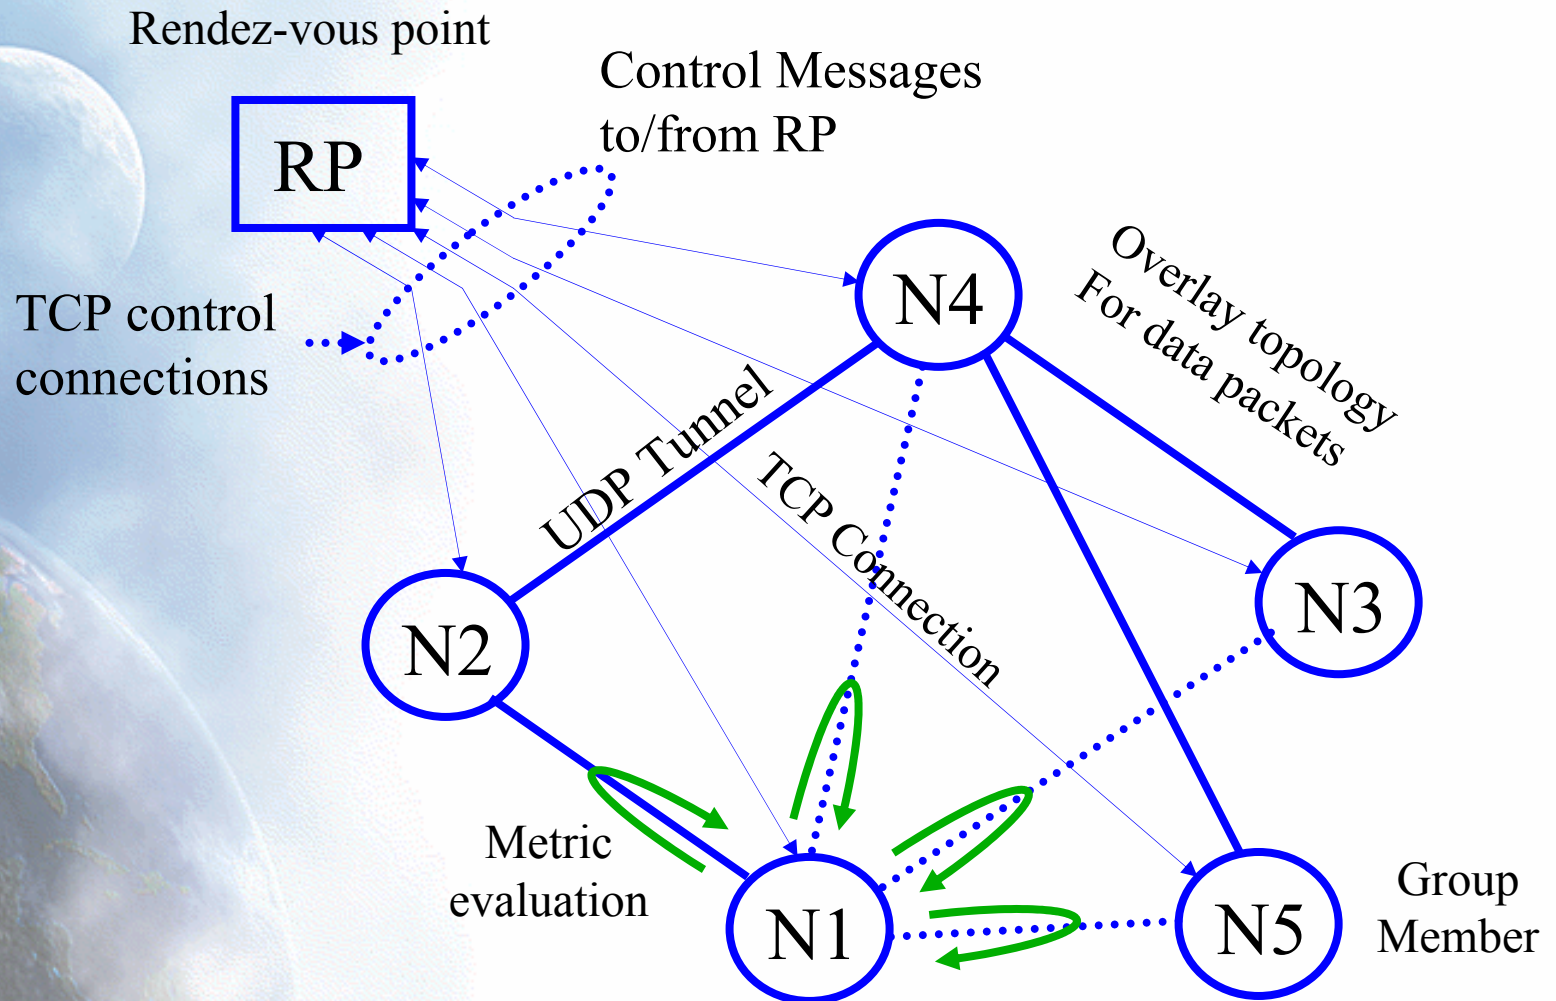 Rendez-vous point
Control Messages
to/from RP
RP
TCP control
connections
N4
Overlay topology
For data packets
UDP Tunnel
TCP Connection
N2
N3
Metric
evaluation
N1
N5
Group
Member